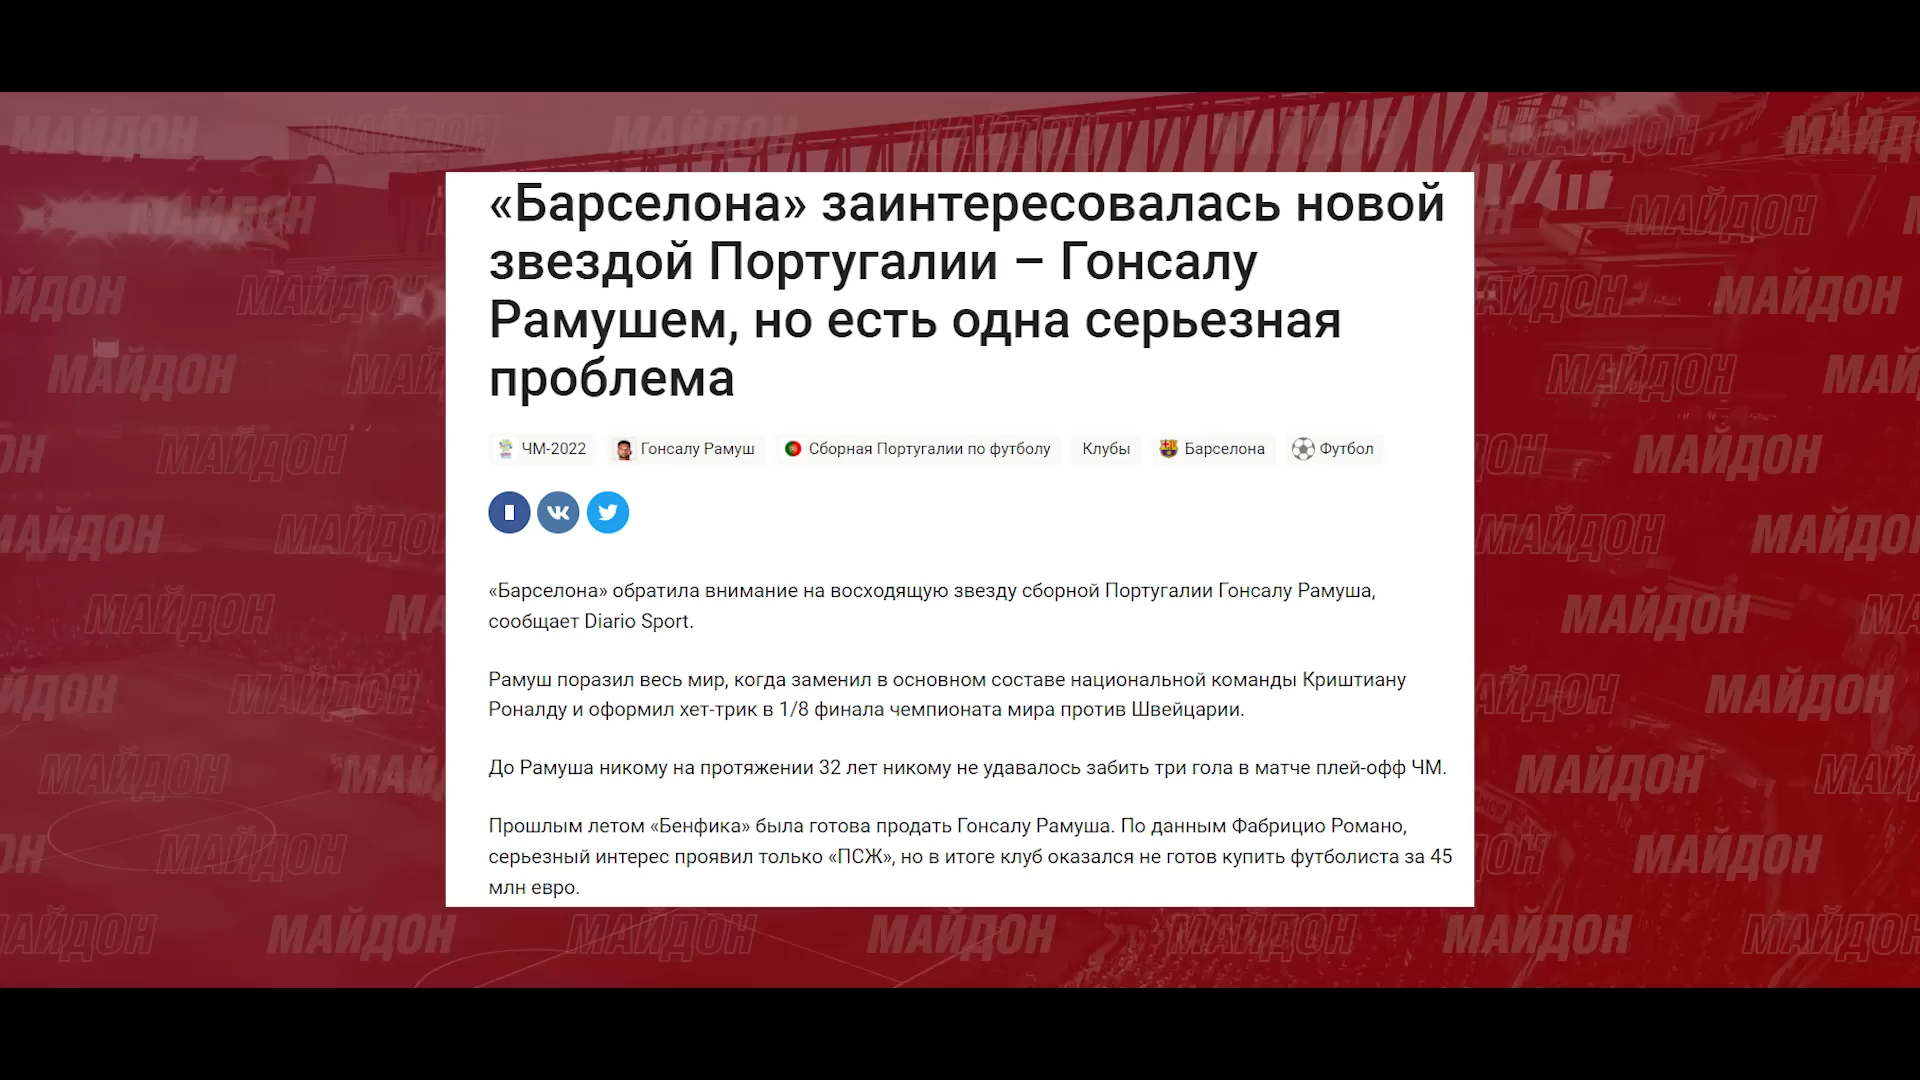 «Барселона» заинтересовалась новой
звездой Португалии – Гонсалу
Рамушем, но есть одна серьезная
проблема
ЧМ-2022 Гонсалу Рамуш Сборная Португалии по футболу Клубы Барселона Футбол
«Барселона» обратила внимание на восходящую звезду сборной Португалии Гонсалу Рамуша,
сообщает Diario Sport.
Рамуш поразил весь мир, когда заменил в основном составе национальной команды Криштиану
Роналду и оформил хет-трик в 1/8 финала чемпионата мира против Швейцарии.
До Рамуша никому на протяжении 32 лет никому не удавалось забить три гола в матче плей-офф ЧМ.
Прошлым летом «Бенфика» была готова продать Гонсалу Рамуша. По данным Фабрицио Романо,
серьезный интерес проявил только «ПСЖ», но в итоге клуб оказался не готов купить футболиста за 45
млн евро.
МАЙДОН